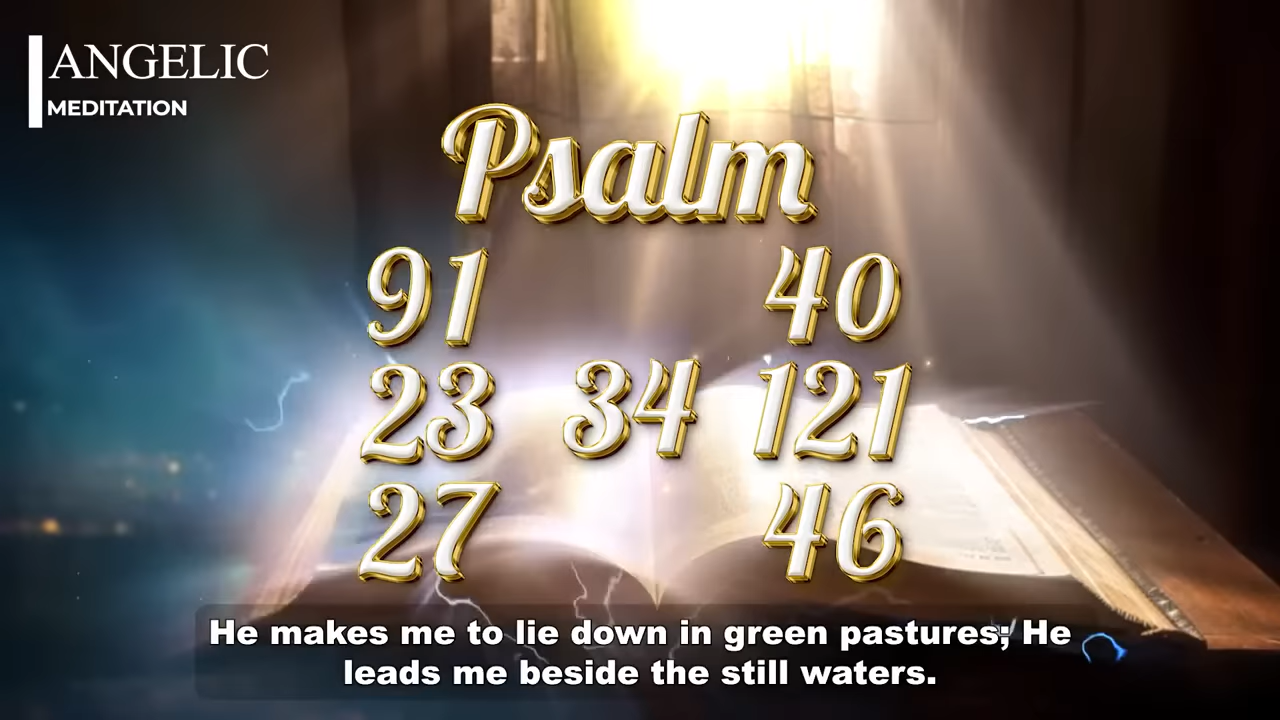 ANGELIC
MEDITATION
Psalm
91 40
23 34 121
27 46
He makes me to lie down in green pastures; He
leads me beside the still waters.